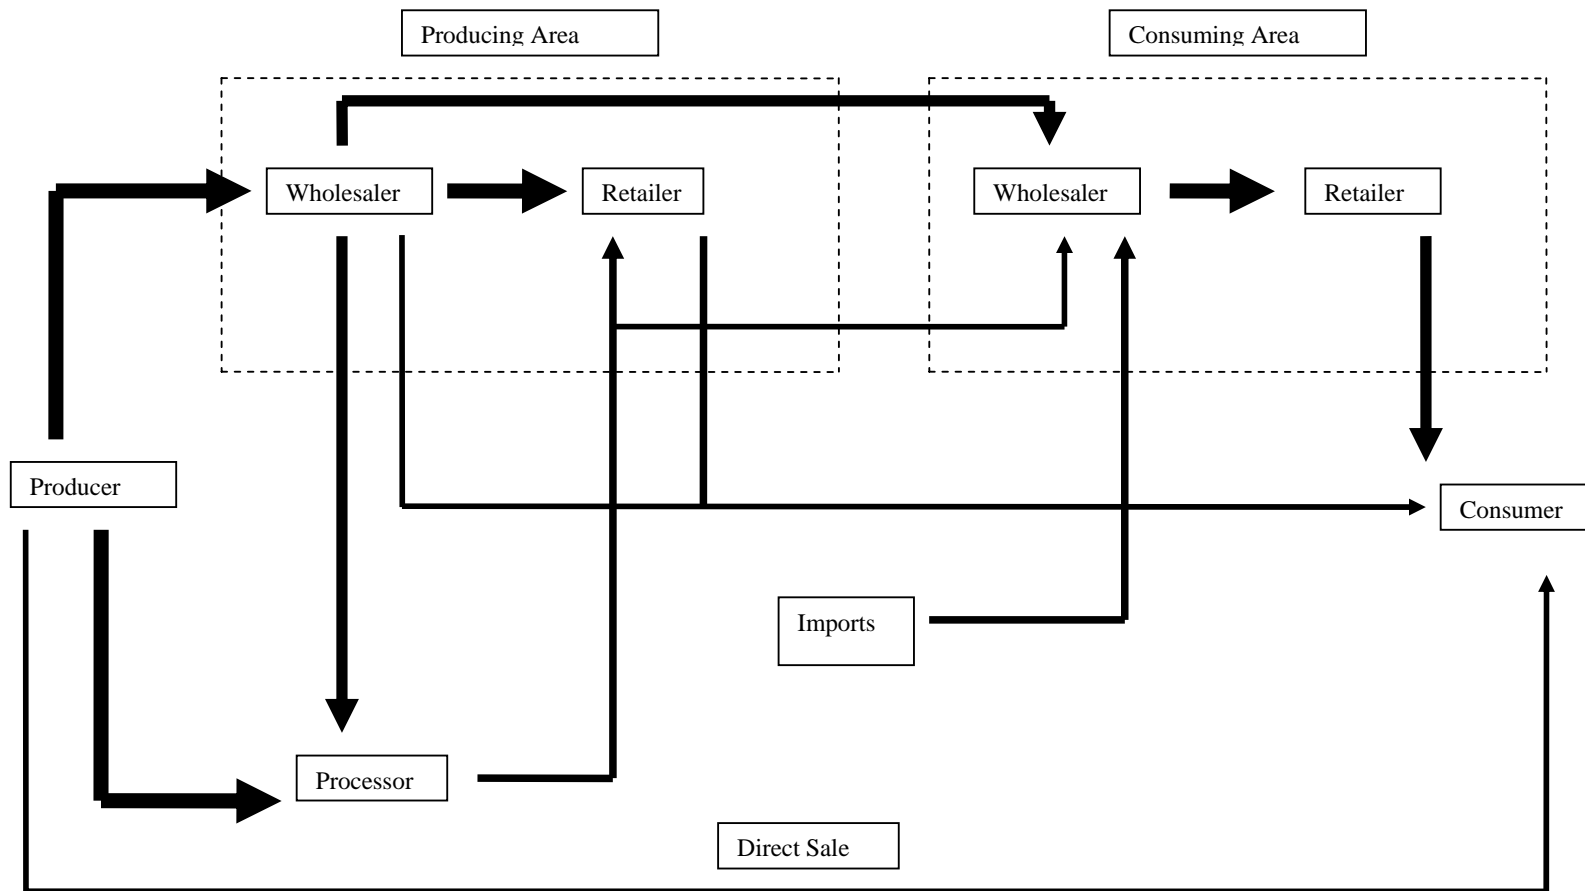 Producing Area
Consuming Area
Wholesaler
Retailer
Wholesaler
Retailer
Producer
Consumer
Imports
Processor
Direct Sale